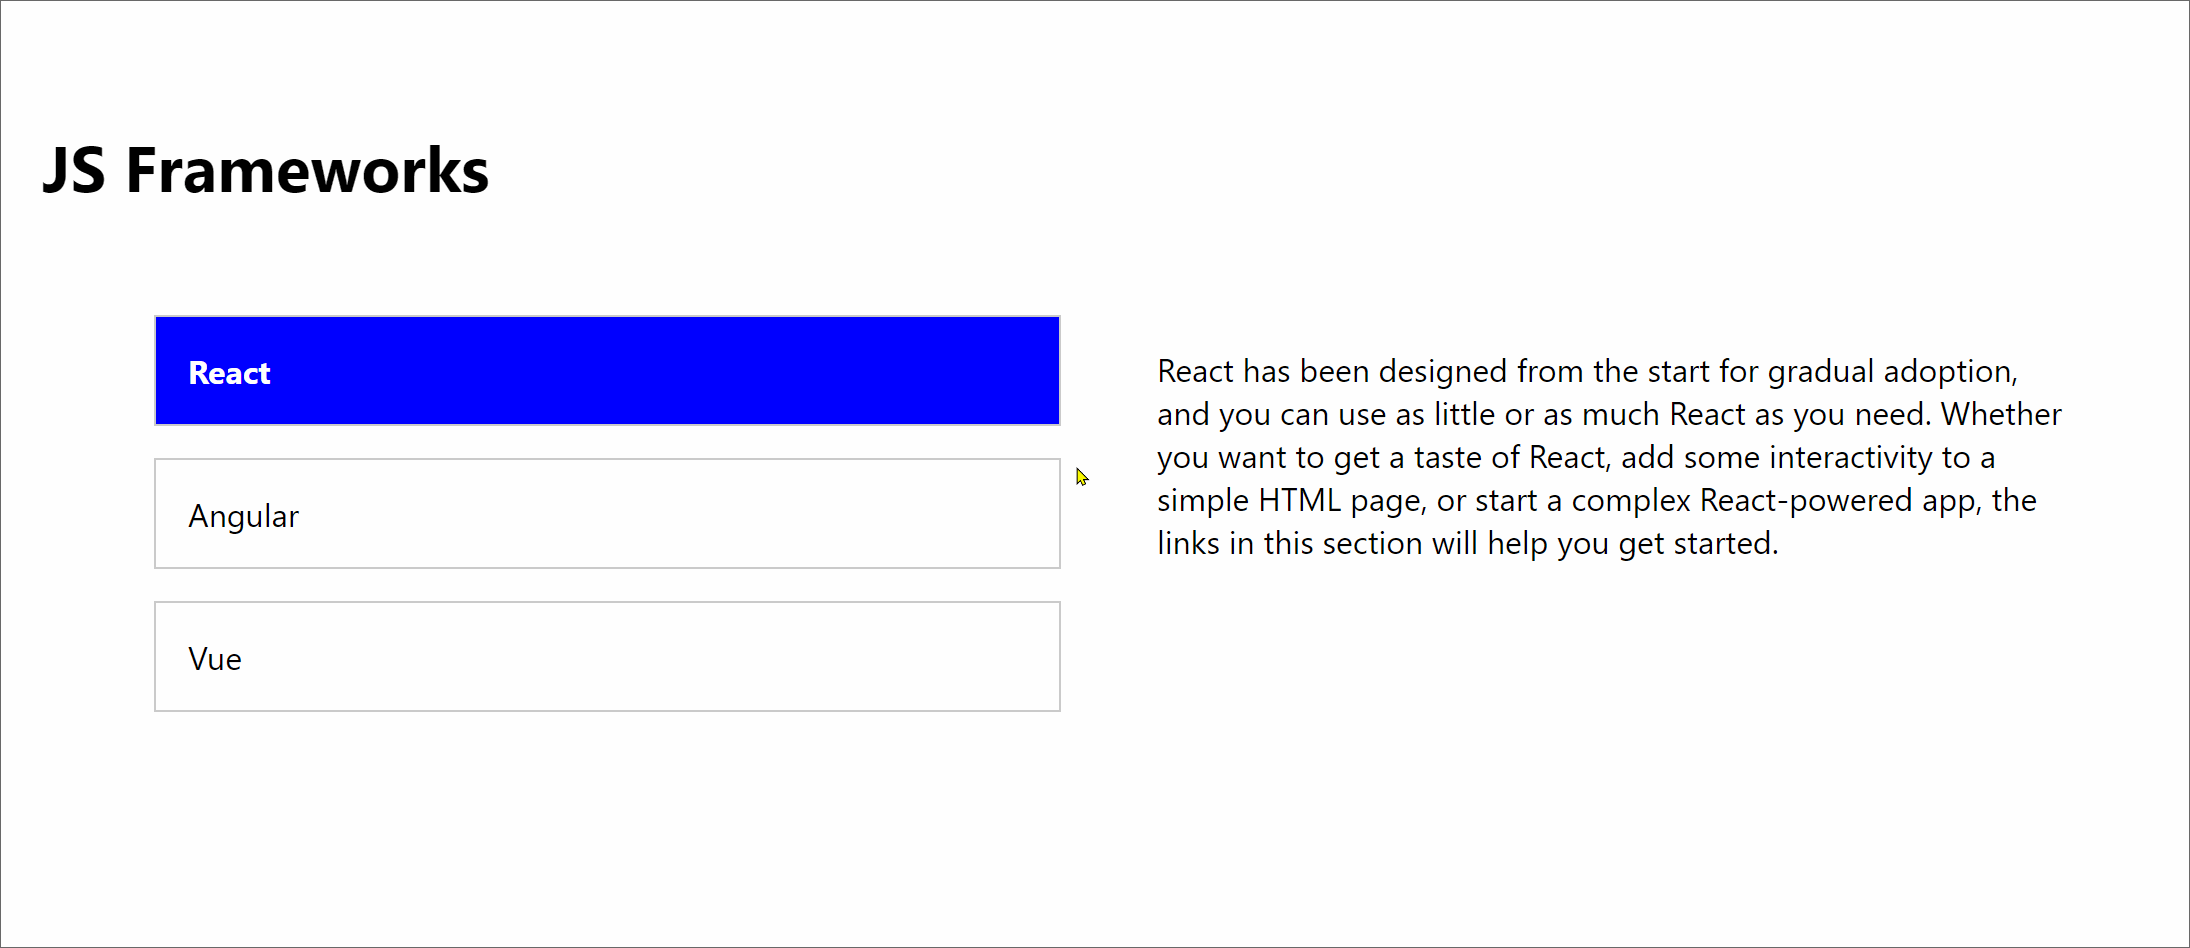 JS Frameworks
React
Angular
Vue
React has been designed from the start for gradual adoption,
and you can use as little or as much React as you need. Whether
you want to get a taste of React, add some interactivity to a
simple HTML page, or start a complex React-powered app, the
links in this section will help you get started.